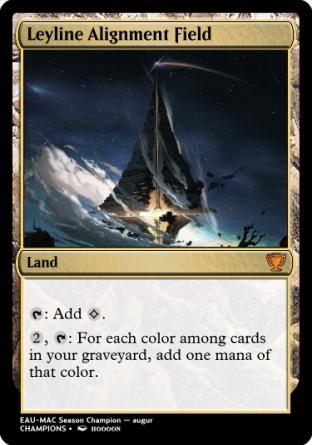 Leyline Alignment Field
Land
: Add .
2, : For each color among cards
in your graveyard, add one mana of
that color.
EAU-MAC Season Champion — augur
CHAMPIONS • HOOOON